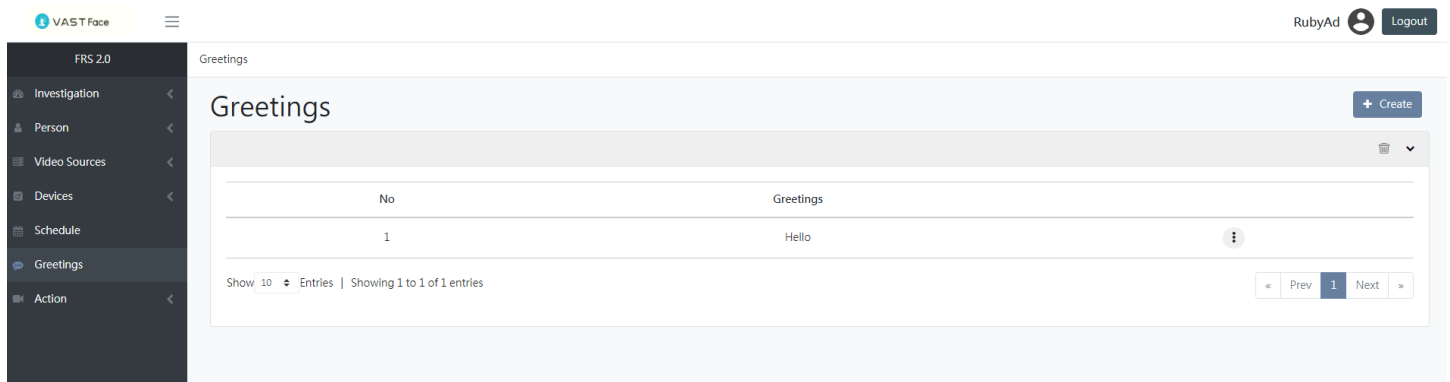 VAST Face
RubyAd Logout
FRS 2.0
Greetings
Investigation
Person
Video Sources
Devices
Schedule
Greetings
Action
Greetings
+ Create
No Greetings
1 Hello
Show 10 Entries | Showing 1 to 1 of 1 entries
« Prev 1 Next »